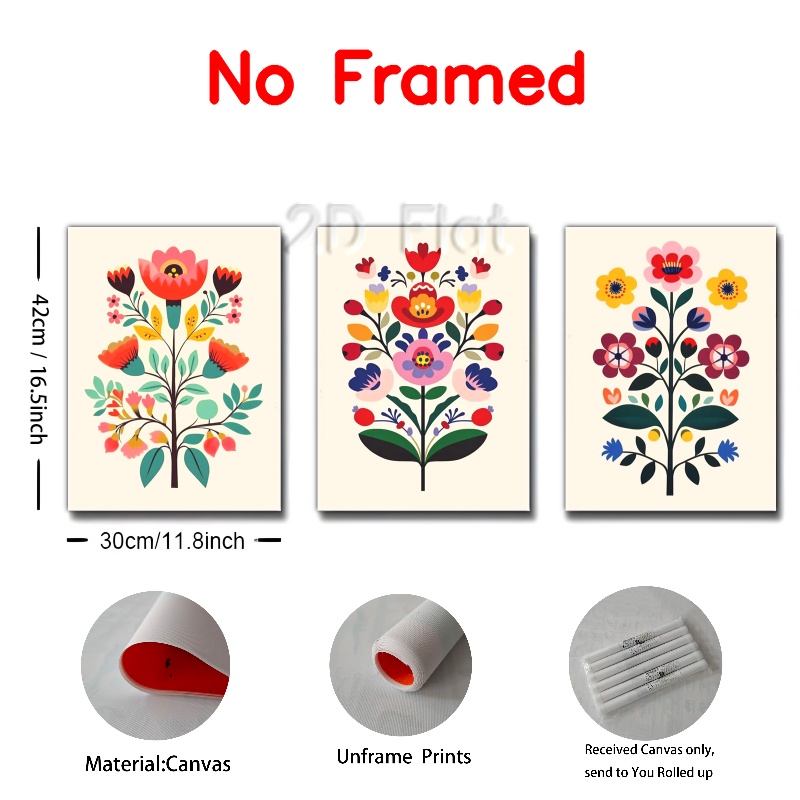 No Framed
2D Flat
42cm / 16.5inch
30cm/11.8inch
Material:Canvas
Unframe Prints
Received Canvas only,
send to You Rolled up